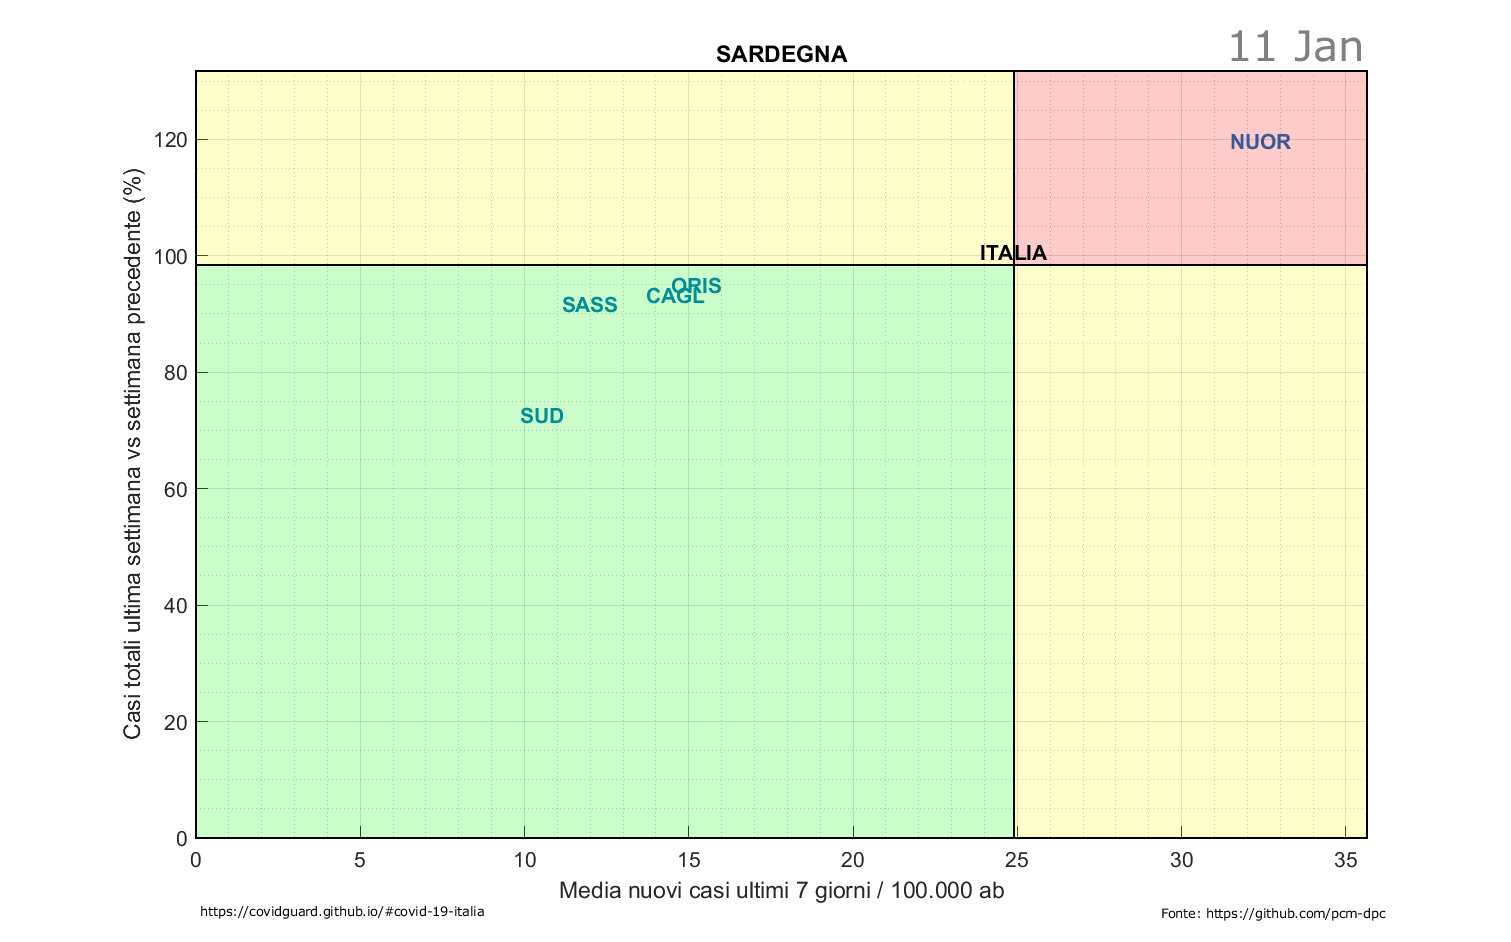 SARDEGNA
11 Jan
Casi totali ultima settimana vs settimana precedente (%)
120
100
80
60
40
20
0
NUOR
ITALIA
ORIS
CAGL
SASS
SUD
0 5 10 15 20 25 30 35
Media nuovi casi ultimi 7 giorni / 100.000 ab
https://covidguard.github.io/#covid-19-italia
Fonte: https://github.com/pcm-dpc